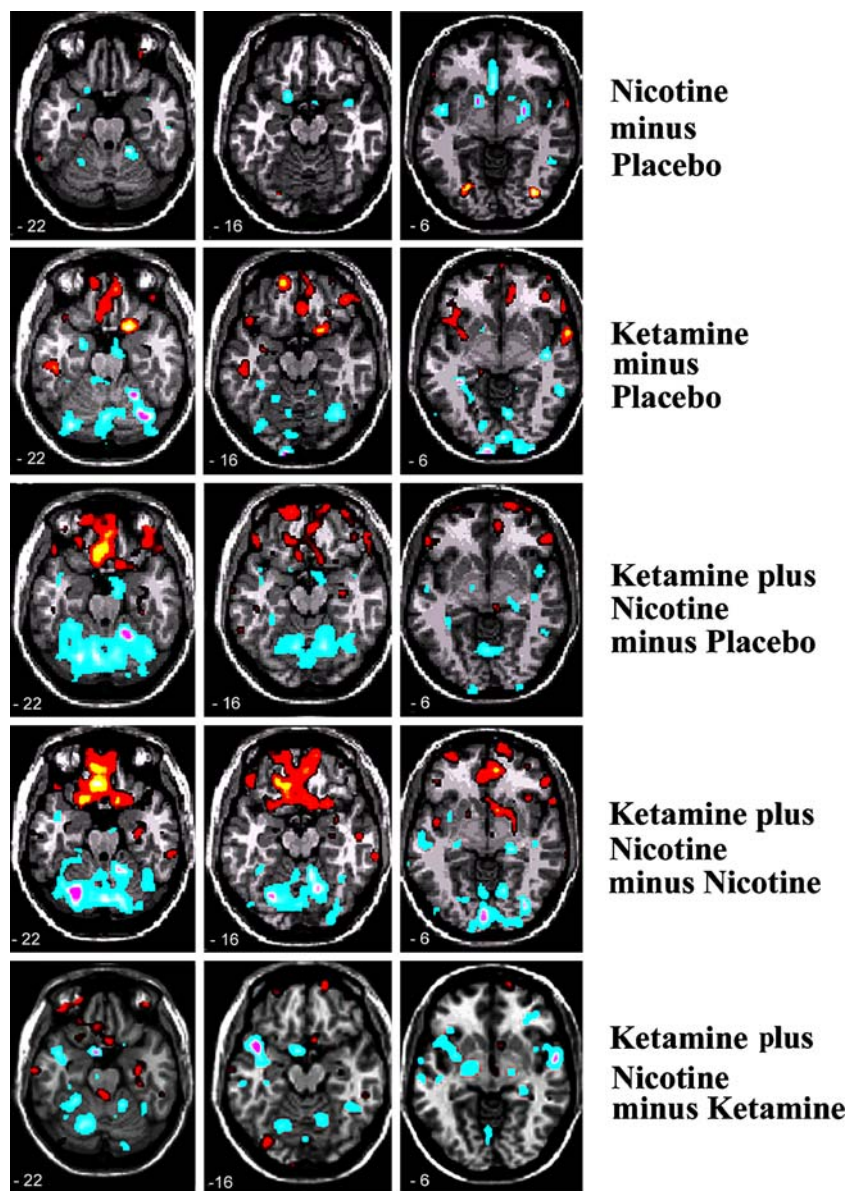 Nicotine
minus
Placebo
- 22
- 16
- 6
Ketamine
minus
Placebo
- 22
- 16
- 6
Ketamine plus
Nicotine
minus Placebo
- 22
- 16
- 6
Ketamine plus
Nicotine
minus Nicotine
- 22
- 16
- 6
Ketamine plus
Nicotine
minus Ketamine
- 22
-16
- 6